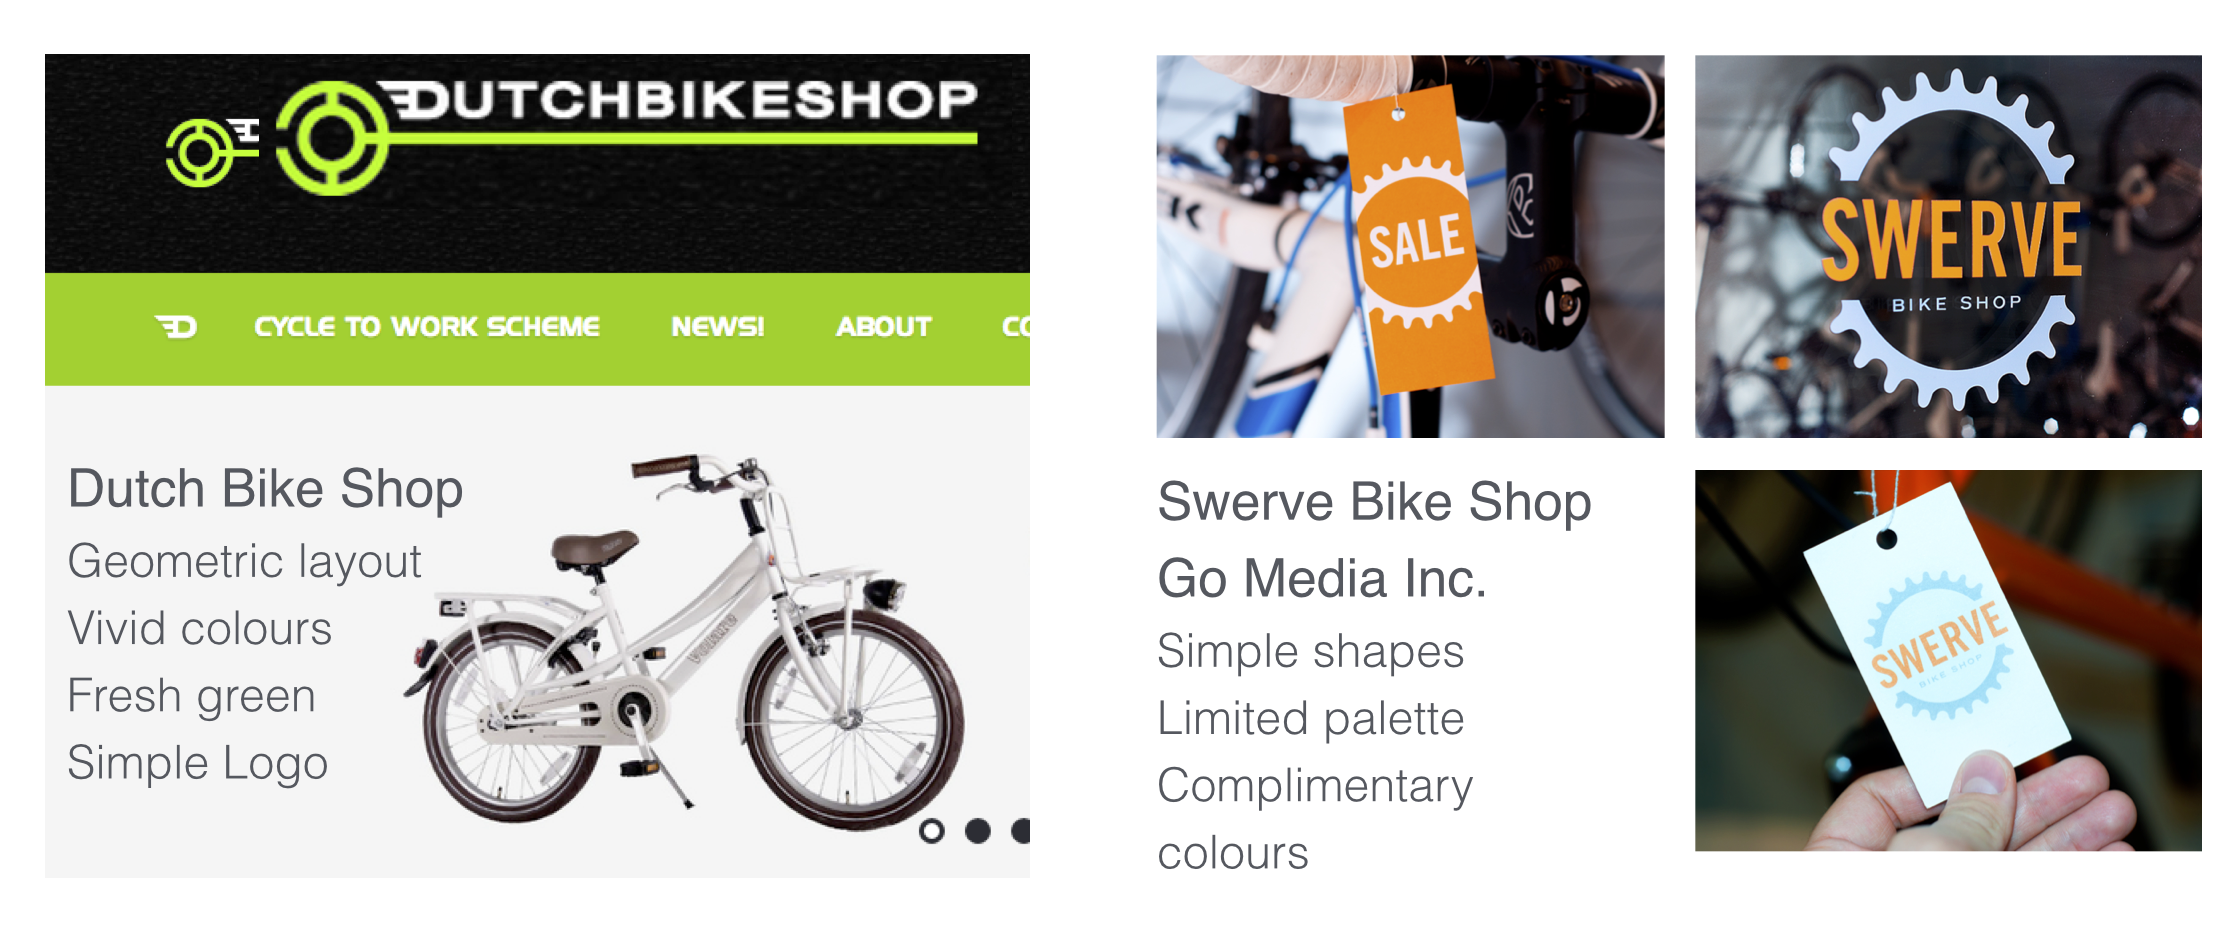 DUTCHBIKESHOP
CYCLE TO WORK SCHEME NEWS! ABOUT CO
Dutch Bike Shop
Geometric layout
Vivid colours
Fresh green
Simple Logo
SALE
SWERVE
BIKE SHOP
Swerve Bike Shop
Go Media Inc.
Simple shapes
Limited palette
Complimentary
colours
SWERVE
BIKE SHOP